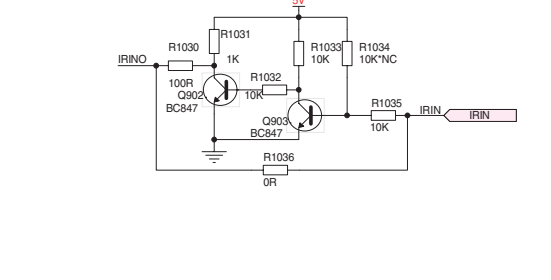 5V
R1031
R1030
R1033
R1034
IRINO
1K
10K
10K*NC
100R
R1032
Q902
10K
BC847
R1035
Q903
IRIN
IRIN
BC847
10K
R1036
0R